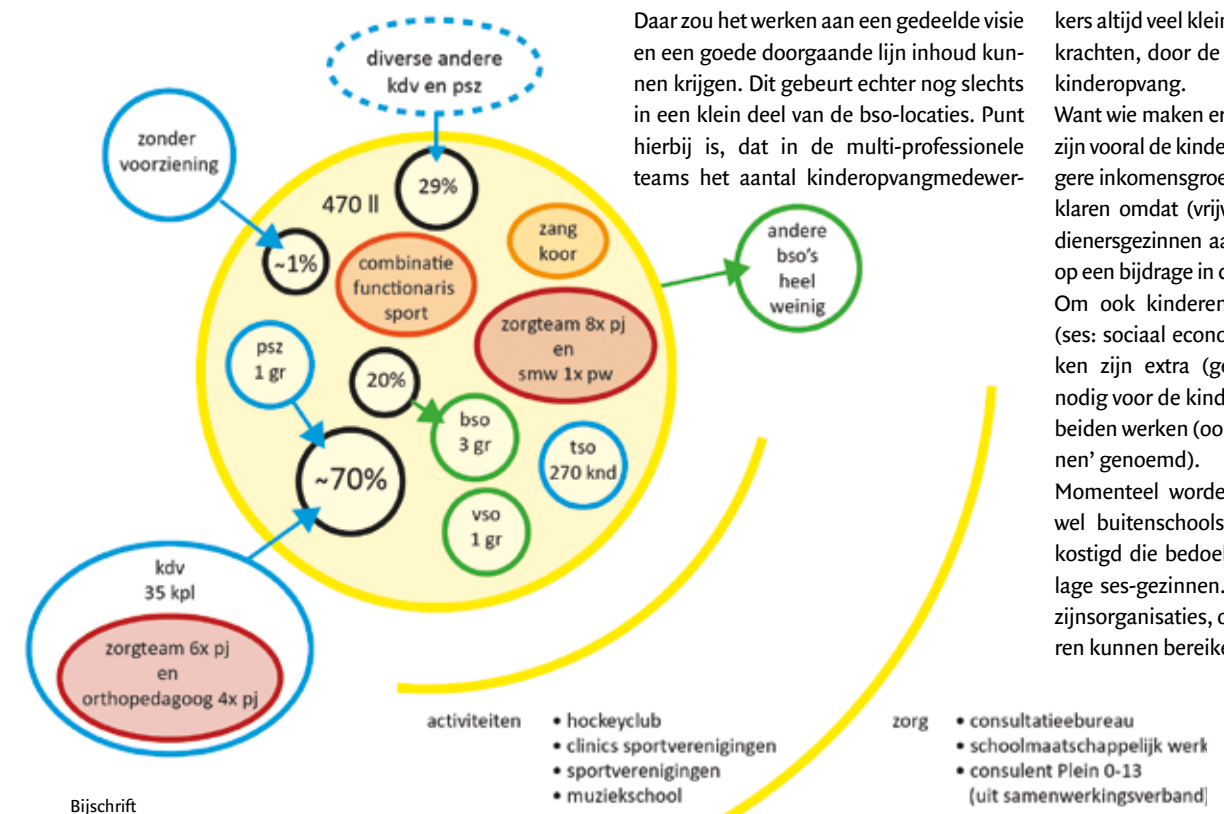 diverse andere
kdv en psz
zonder
voorziening
29%
470 ll
~1%
combinatie
functionaris
sport
zang
koor
andere
bso's
heel
weinig
zorgteam 8x pj
en
smw 1x pw
psz
1 gr
20%
bso
3 gr
tso
270 knd
~70%
vso
1 gr
kdv
35 kpl
zorgteam 6x pj
en
orthopedagoog 4x pj
activiteiten
• hockeyclub
• clinics sportverenigingen
• sportverenigingen
• muziekschool
zorg
• consultatieebureau
• schoolmaatschappelijk werk
• consulent Plein 0-13
(uit samenwerkingsverband)
Bijschrift
Daar zou het werken aan een gedeelde visie
en een goede doorgaande lijn inhoud kun-
nen krijgen. Dit gebeurt echter nog slechts
in een klein deel van de bso-locaties. Punt
hierbij is, dat in de multi-professionele
teams het aantal kinderopvangmedewer-
kers altijd veel klein
krachten, door de
kinderopvang.
Want wie maken er
zijn vooral de kinde
gere inkomensgroe
klaren omdat (vrijw
dienersgezinnen aa
op een bijdrage in d
Om ook kinderen
(ses: sociaal econo
ken zijn extra (ge
nodig voor de kind
beiden werken (oo
nen' genoemd).
Momenteel worde
wel buitenschools
kostigd die bedoel
lage ses-gezinnen.
zijnsorganisaties, d
ren kunnen bereike